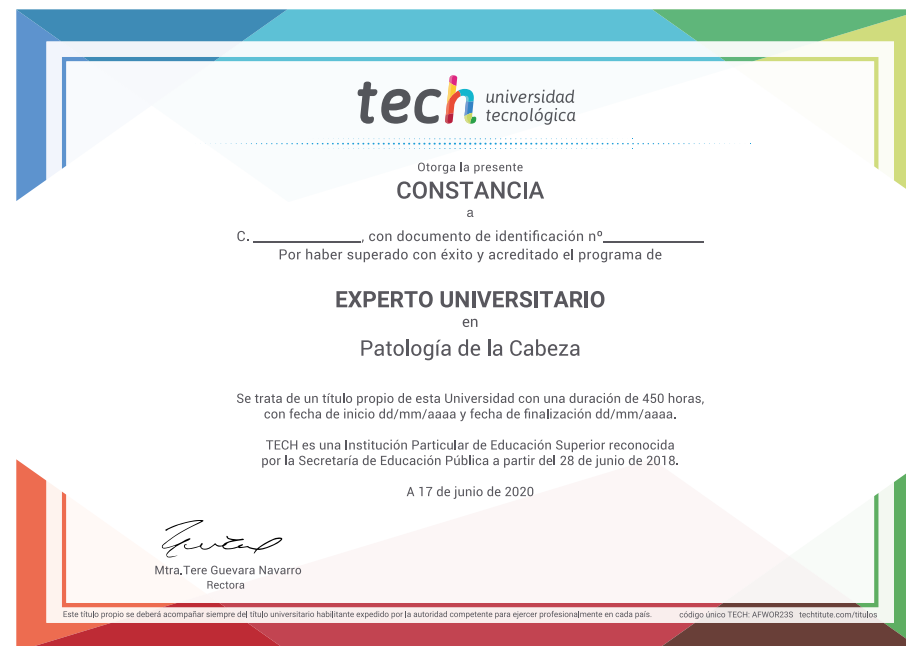 tech universidad
tecnológica
Otorga la presente
CONSTANCIA
a
C. ____________, con documento de identificación nº____________
Por haber superado con éxito y acreditado el programa de
EXPERTO UNIVERSITARIO
en
Patología de la Cabeza
Se trata de un título propio de esta Universidad con una duración de 450 horas,
con fecha de inicio dd/mm/aaaa y fecha de finalización dd/mm/aaaa.
TECH es una Institución Particular de Educación Superior reconocida
por la Secretaría de Educación Pública a partir del 28 de junio de 2018.
A 17 de junio de 2020
Mtra.Tere Guevara Navarro
Rectora
Este título propio se deberá acompañar siempre del título universitario habilitante expedido por la autoridad competente para ejercer profesionalmente en cada país. código único TECH: AFWOR23S techtitute.com/titulos